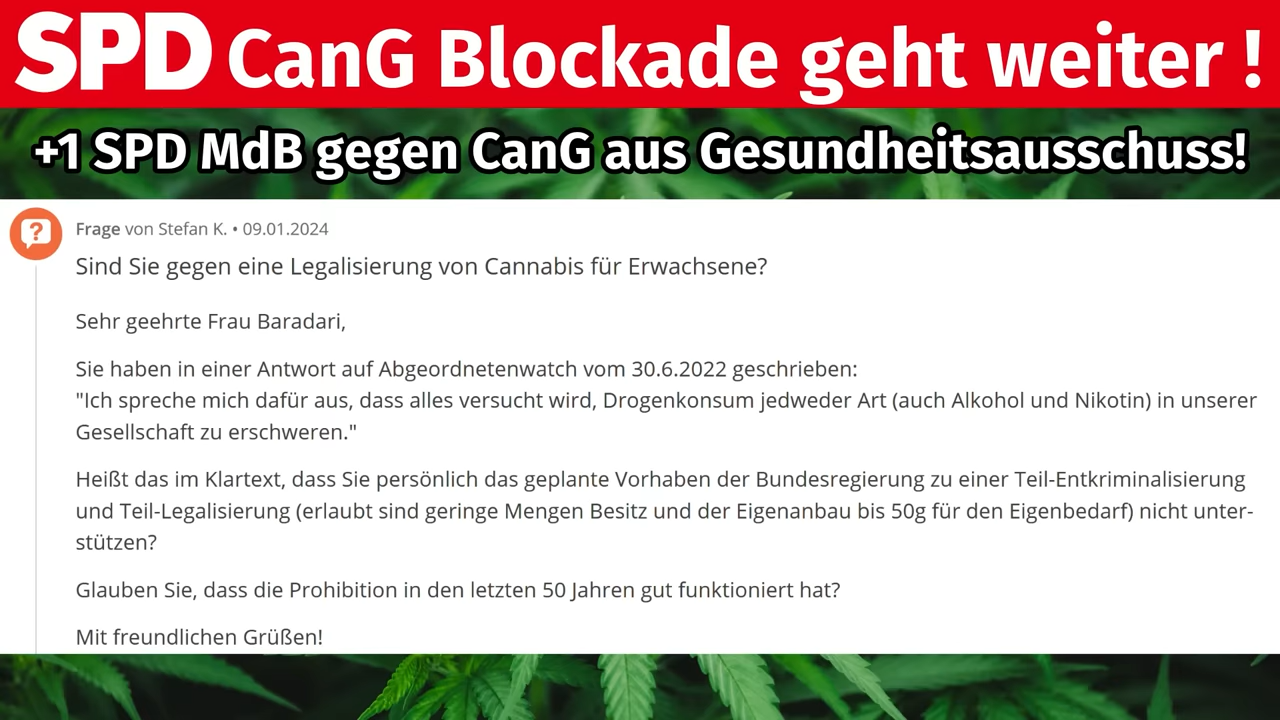 SPD CanG Blockade geht weiter !
+1 SPD MdB gegen CanG aus Gesundheitsausschuss!
?
Frage von Stefan K. • 09.01.2024
Sind Sie gegen eine Legalisierung von Cannabis für Erwachsene?
Sehr geehrte Frau Baradari,
Sie haben in einer Antwort auf Abgeordnetenwatch vom 30.6.2022 geschrieben:
"Ich spreche mich dafür aus, dass alles versucht wird, Drogenkonsum jedweder Art (auch Alkohol und Nikotin) in unserer
Gesellschaft zu erschweren."
Heißt das im Klartext, dass Sie persönlich das geplante Vorhaben der Bundesregierung zu einer Teil-Entkriminalisierung
und Teil-Legalisierung (erlaubt sind geringe Mengen Besitz und der Eigenanbau bis 50g für den Eigenbedarf) nicht unter-
stützen?
Glauben Sie, dass die Prohibition in den letzten 50 Jahren gut funktioniert hat?
Mit freundlichen Grüßen!